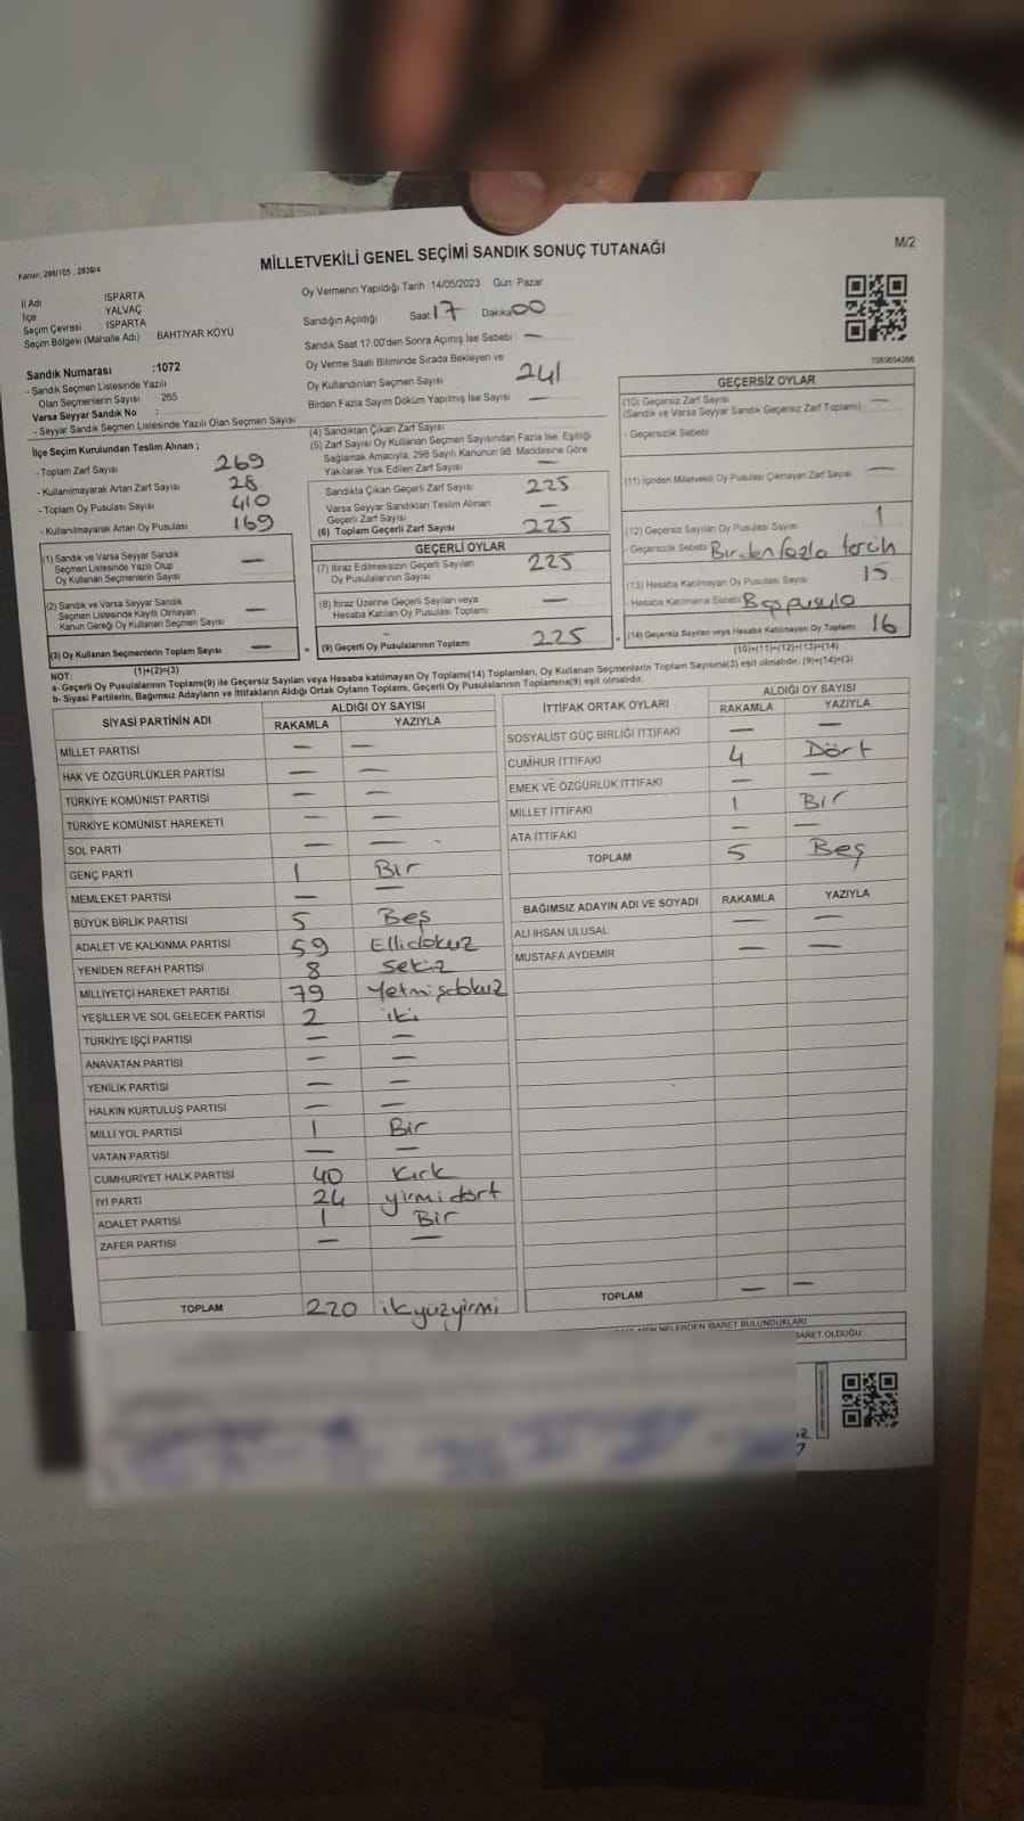 MİLLETVEKİLİ GENEL SEÇİMİ SANDIK SONUÇ TUTANAĞI
M/2
İl Adı ISPARTA
İlçe YALVAÇ
Seçim Çevresi ISPARTA
Seçim Bölgesi (Mahalle Adı) BAHTİYAR KÖYÜ
Sandık Numarası :1072
- Sandık Seçmen Listesinde Yazılı
Olan Seçmenlerin Sayısı : 265
Varsa Seyyar Sandık No :
- Seyyar Sandık Seçmen Listesinde Yazılı Olan Seçmen Sayısı :
Oy Vermenin Yapıldığı Tarih :14/05/2023 Gün: Pazar
Sandığın Açıldığı Saat 17 Dakika 00
Sandık Saat 17.00'den Sonra Açılmış İse Sebebi —
Oy Verme Saati Bitiminde Sırada Bekleyen ve
Oy Kullandırılan Seçmen Sayısı 241
Birden Fazla Sayım Döküm Yapılmış İse Sayısı —
İlçe Seçim Kurulundan Teslim Alınan ;
- Toplam Zarf Sayısı 269
- Kullanılmayarak Artan Zarf Sayısı 28
- Toplam Oy Pusulası Sayısı 410
- Kullanılmayarak Artan Oy Pusulası 169
(1) Sandık ve Varsa Seyyar Sandık
Seçmen Listesinde Yazılı Olup
Oy Kullanan Seçmenlerin Sayısı —
(2) Sandık ve Varsa Seyyar Sandık
Seçmen Listesinde Kayıtlı Olmayan
Kanun Gereği Oy Kullanan Seçmen Sayısı —
(3) Oy Kullanan Seçmenlerin Toplam Sayısı —
(1)+(2)=(3)
(4) Sandıktan Çıkan Zarf Sayısı
(5) Zarf Sayısı Oy Kullanan Seçmen Sayısından Fazla İse, Eşitliği
Sağlamak Amacıyla, 298 Sayılı Kanunun 98. Maddesine Göre
Yakılarak Yok Edilen Zarf Sayısı —
Sandıkta Çıkan Geçerli Zarf Sayısı 225
Varsa Seyyar Sandıktan Teslim Alınan
Geçerli Zarf Sayısı —
(6) Toplam Geçerli Zarf Sayısı 225
GEÇERLİ OYLAR
(7) İtiraz Edilmeksizin Geçerli Sayılan
Oy Pusulalarının Sayısı 225
(8) İtiraz Üzerine Geçerli Sayılan veya
Hesaba Katılan Oy Pusulaları Toplamı —
(9) Geçerli Oy Pusulalarının Toplamı 225
GEÇERSİZ OYLAR
(10) Geçersiz Zarf Sayısı —
(Sandık ve Varsa Seyyar Sandık Geçersiz Zarf Toplamı)
- Geçersizlik Sebebi
(11) İçinden Milletvekili Oy Pusulası Çıkmayan Zarf Sayısı —
(12) Geçersiz Sayılan Oy Pusula Sayısı 1
- Geçersizlik Sebebi Birden fazla tercih
(13) Hesaba Katılmayan Oy Pusulası Sayısı 15
Hesaba Katılmama Sebebi Boş pusula
(14) Geçersiz Sayılan veya Hesaba Katılmayan Oy Toplamı 16
(10)+(11)+(12)+(13)=(14)
NOT:
a- Geçerli Oy Pusulalarının Toplamı(9) ile Geçersiz Sayılan veya Hesaba katılmayan Oy Toplamı(14) Toplamları, Oy Kullanan Seçmenlerin Toplam Sayısına(3) eşit olmalıdır. (9)+(14)=(3)
b- Siyasi Partilerin, Bağımsız Adayların ve İttifakların Aldığı Ortak Oyların Toplamı, Geçerli Oy Pusulalarının Toplamına(9) eşit olmalıdır.
SİYASİ PARTİNİN ADI ALDIĞI OY SAYISI
RAKAMLA YAZIYLA
MİLLET PARTİSİ — —
HAK VE ÖZGÜRLÜKLER PARTİSİ — —
TÜRKİYE KOMÜNİST PARTİSİ — —
TÜRKİYE KOMÜNİST HAREKETİ — —
SOL PARTİ — —
GENÇ PARTİ 1 Bir
MEMLEKET PARTİSİ — —
BÜYÜK BİRLİK PARTİSİ 5 Beş
ADALET VE KALKINMA PARTİSİ 59 Ellidokuz
YENİDEN REFAH PARTİSİ 8 Sekiz
MİLLİYETÇİ HAREKET PARTİSİ 79 Yetmişdokuz
YEŞİLLER VE SOL GELECEK PARTİSİ 2 iki
TÜRKİYE İŞÇİ PARTİSİ — —
ANAVATAN PARTİSİ — —
YENİLİK PARTİSİ — —
HALKIN KURTULUŞ PARTİSİ — —
MİLLİ YOL PARTİSİ 1 Bir
VATAN PARTİSİ — —
CUMHURİYET HALK PARTİSİ 40 Kırk
İYİ PARTİ 24 yirmidört
ADALET PARTİSİ 1 Bir
ZAFER PARTİSİ — —
TOPLAM 220 ikiyüzyirmi
İTTİFAK ORTAK OYLARI ALDIĞI OY SAYISI
RAKAMLA YAZIYLA
SOSYALİST GÜÇ BİRLİĞİ İTTİFAKI — —
CUMHUR İTTİFAKI 4 Dört
EMEK VE ÖZGÜRLÜK İTTİFAKI — —
MİLLET İTTİFAKI 1 Bir
ATA İTTİFAKI — —
TOPLAM 5 Beş
BAĞIMSIZ ADAYIN ADI VE SOYADI RAKAMLA YAZIYLA
ALİ İHSAN ULUSAL — —
MUSTAFA AYDEMİR — —
TOPLAM — —